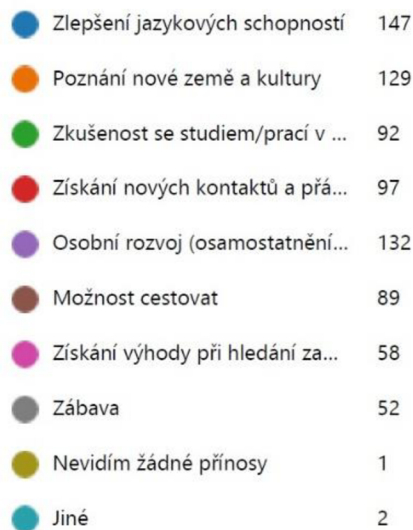 Zlepšení jazykových schopností 147
Poznání nové země a kultury 129
Zkušenost se studiem/prací v ... 92
Získání nových kontaktů a přá... 97
Osobní rozvoj (osamostatnění... 132
Možnost cestovat 89
Získání výhody při hledání za... 58
Zábava 52
Nevidím žádné přínosy 1
Jiné 2